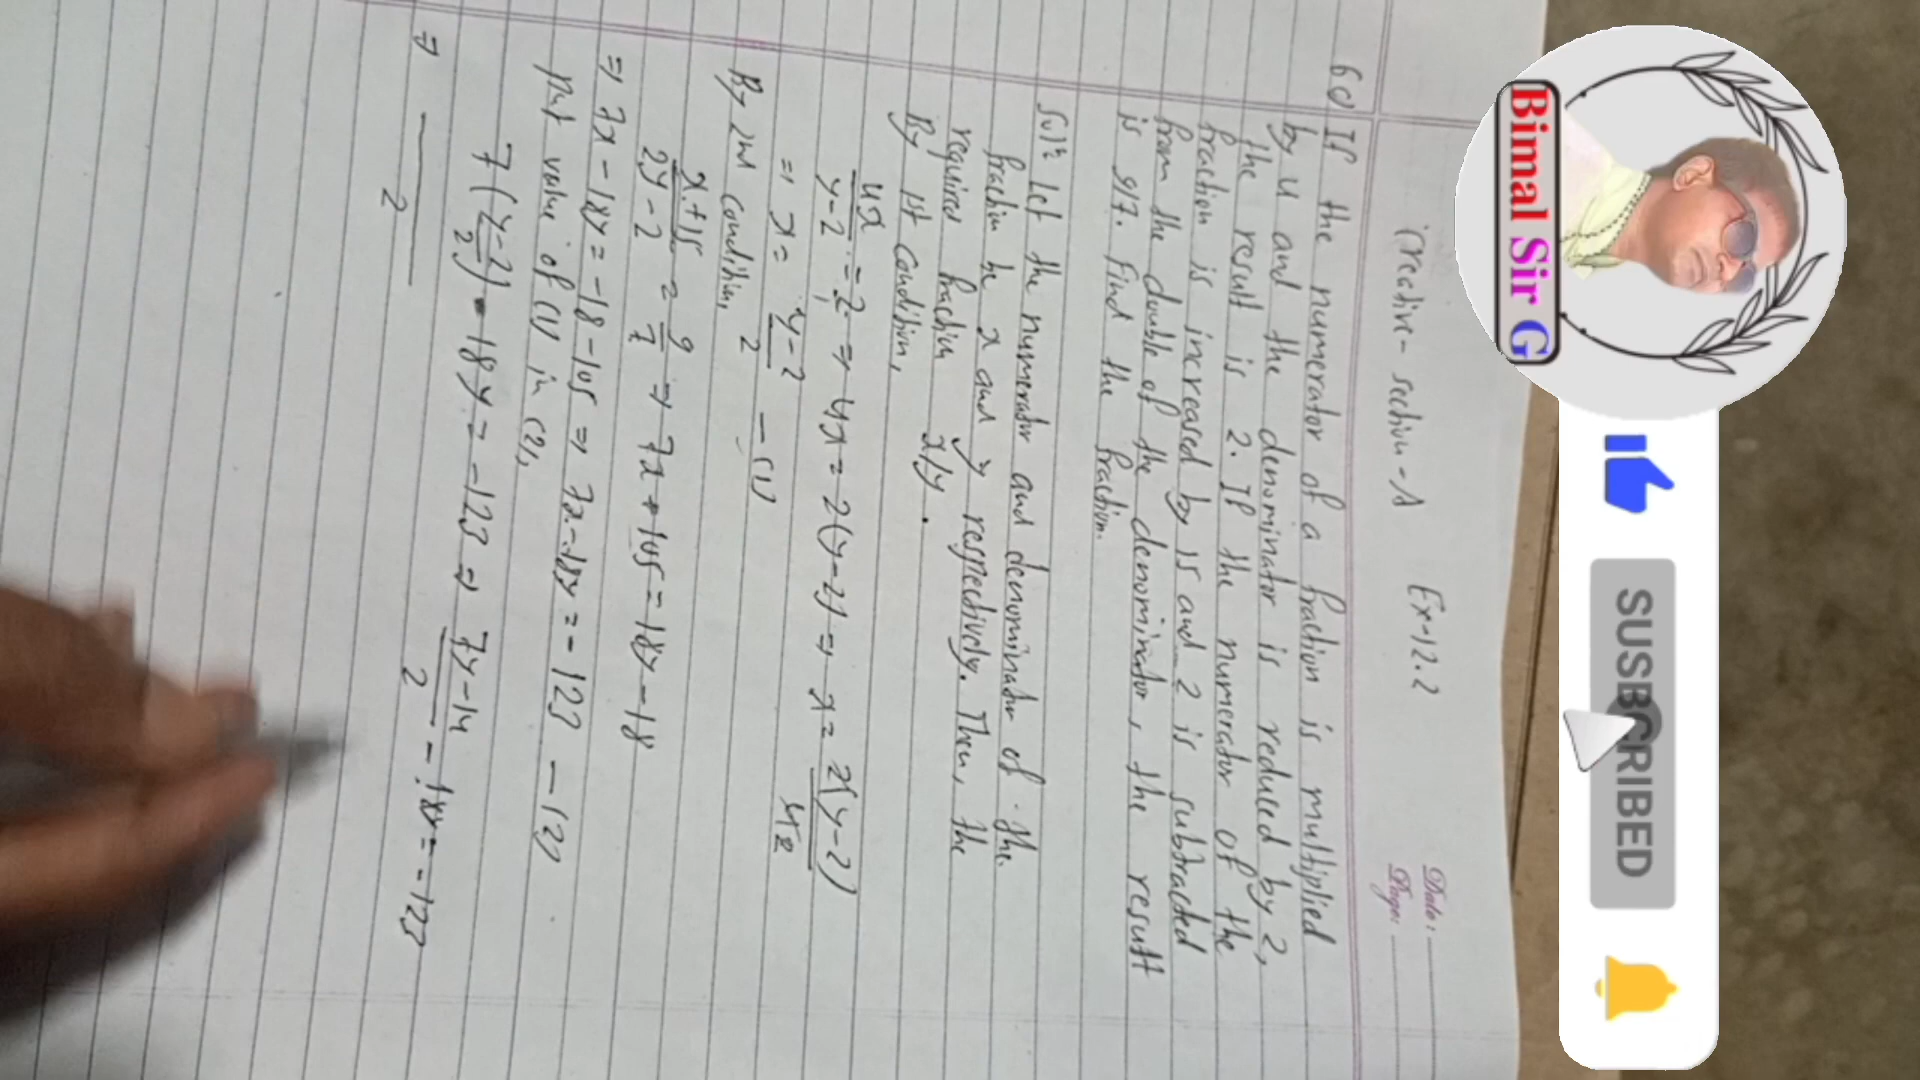 Creative - section - A Ex-12.2
Date:
Page:
6(c) If the numerator of a fraction is multiplied
by 4 and the denominator is reduced by 2,
the result is 2. If the numerator of the
fraction is increased by 15 and 2 is subtracted
from the double of the denominator, the result
is 9/7. Find the fraction.
Solⁿ: Let the numerator and denominator of the
fraction be x and y respectively. Then, the
required fraction x/y.
By 1st condition,
4x/y-2 = 2 ⇒ 4x = 2(y-2) ⇒ x = 2(y-2)/4 2
⇒ x = y-2/2 - (1)
By 2nd condition,
x+15/2y-2 = 9/7 ⇒ 7x+105 = 18y-18
⇒ 7x-18y = -18-105 ⇒ 7x-18y = -123 - (2)
put value of (1) in (2),
7(y-2/2) - 18y = -123 ⇒ 7y-14/2 - 18y = -123
⇒ /2
Bimal Sir G
SUSBCRIBED